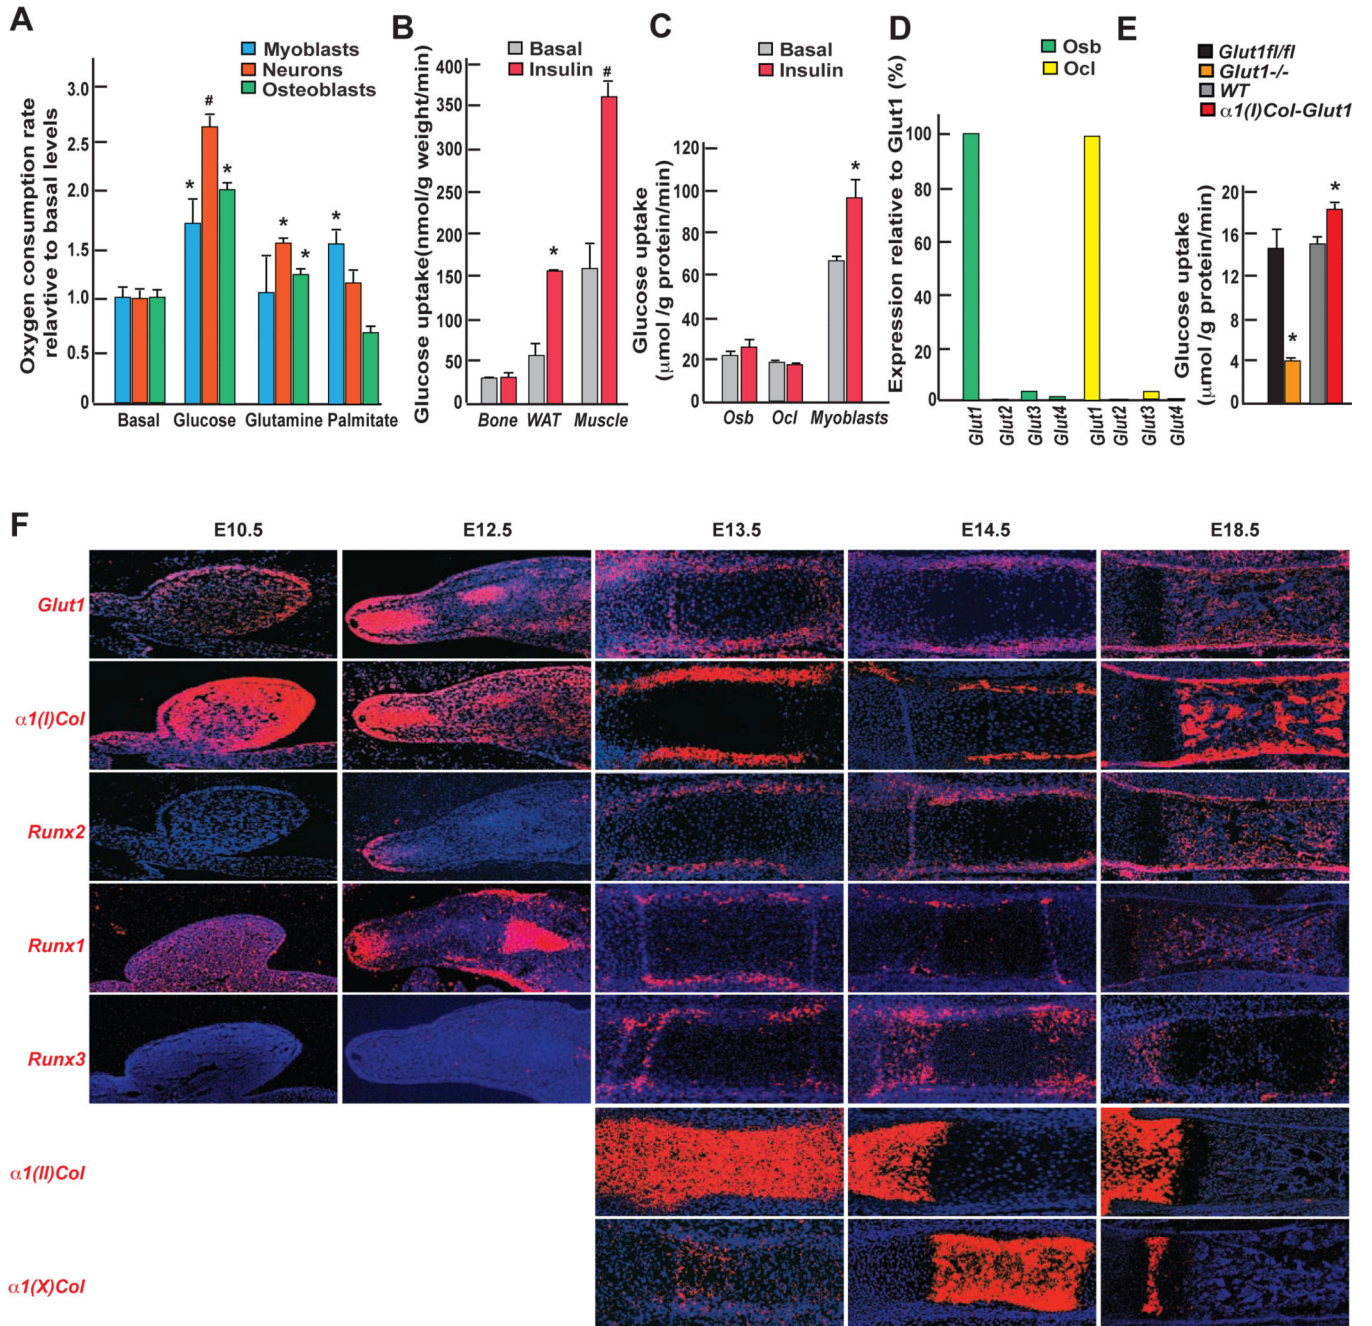 A
Myoblasts
Neurons
Osteoblasts
Oxygen consumption rate
relavtive to basal levels
3.0
#
*
*
2.0
*
*
*
1.5
1.0
0.5
0
Basal
Glucose
Glutamine
Palmitate
B
Basal
Insulin
Glucose uptake(nmol/g weight/min)
400
350
300
250
200
150
100
50
0
*
#
Bone
WAT
Muscle
C
Basal
Insulin
Glucose uptake
(μmol /g protein/min)
120
100
80
60
40
20
0
*
Osb
Ocl
Myoblasts
D
Osb
Ocl
Expression relative to Glut1 (%)
100
80
60
40
20
0
Glut1
Glut2
Glut3
Glut4
Glut1
Glut2
Glut3
Glut4
E
Glut1fl/fl
Glut1-/-
WT
α1(I)Col-Glut1
Glucose uptake
(μmol /g protein/min)
20
16
12
8
4
0
*
*
F
E10.5
E12.5
E13.5
E14.5
E18.5
Glut1
α1(I)Col
Runx2
Runx1
Runx3
α1(II)Col
α1(X)Col